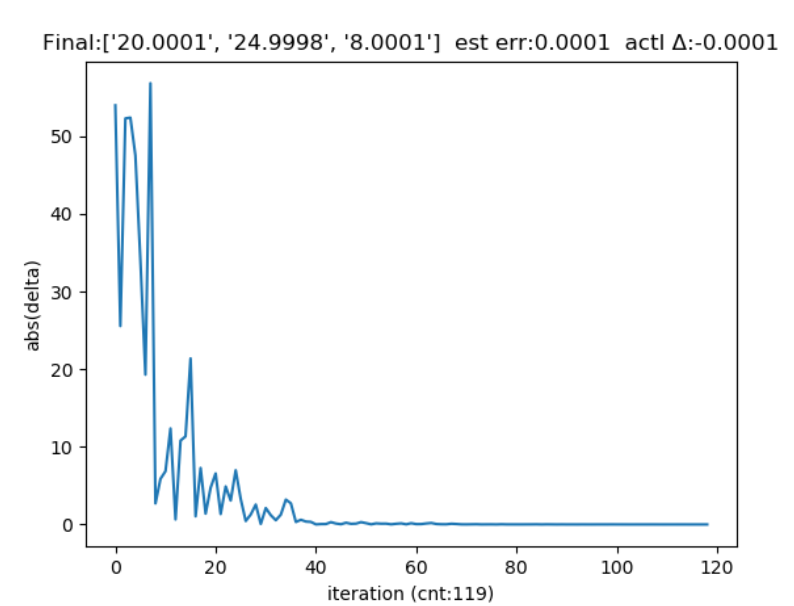 Final:['20.0001', '24.9998', '8.0001']  est err:0.0001  actl Δ:-0.0001
50
40
30
20
10
0
abs(delta)
0 20 40 60 80 100 120
iteration (cnt:119)